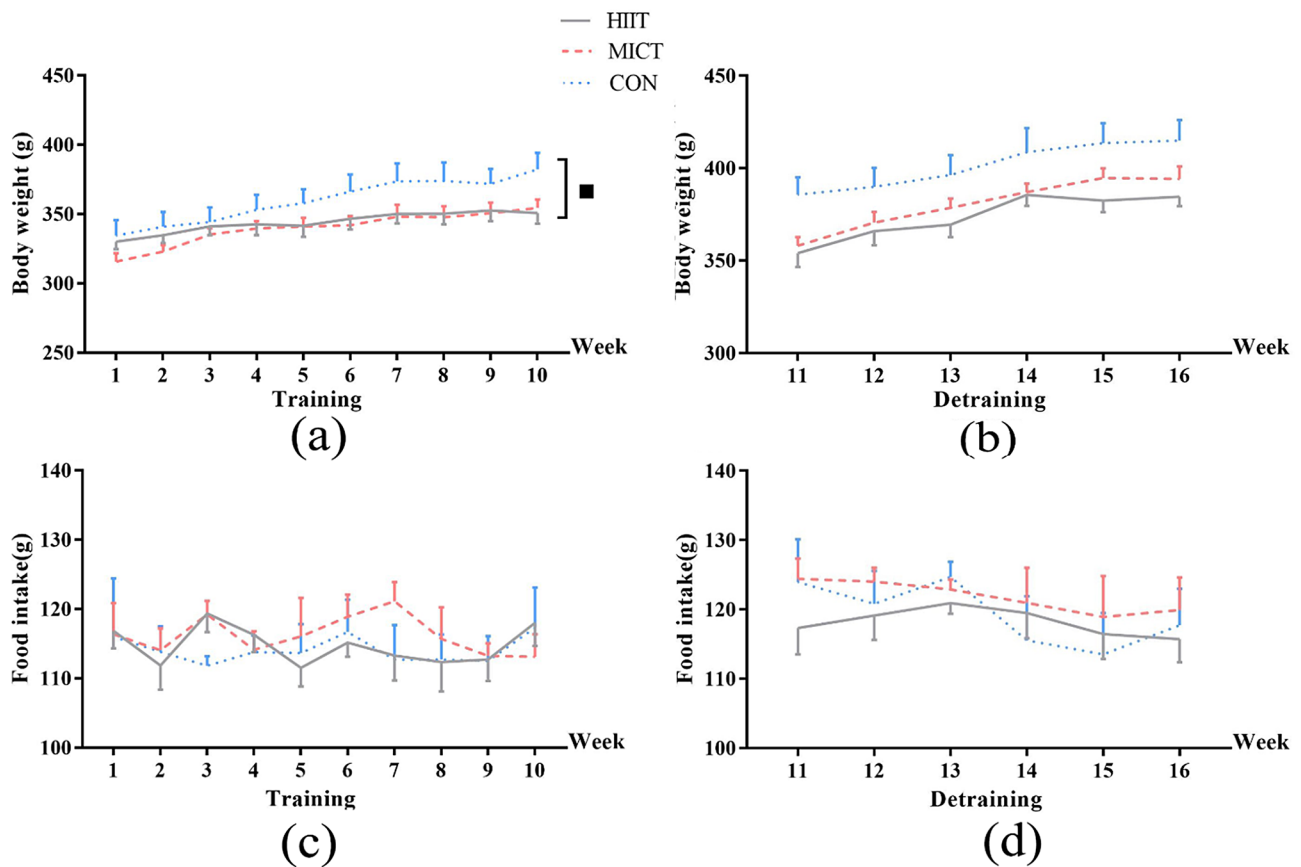 HIIT
MICT
CON
450
400
350
300
250
Body weight (g)
1 2 3 4 5 6 7 8 9 10
Week
Training
(a)
450
400
350
300
Body weight (g)
11 12 13 14 15 16
Week
Detraining
(b)
140
130
120
110
100
Food intake(g)
1 2 3 4 5 6 7 8 9 10
Week
Training
(c)
140
130
120
110
100
Food intake(g)
11 12 13 14 15 16
Week
Detraining
(d)